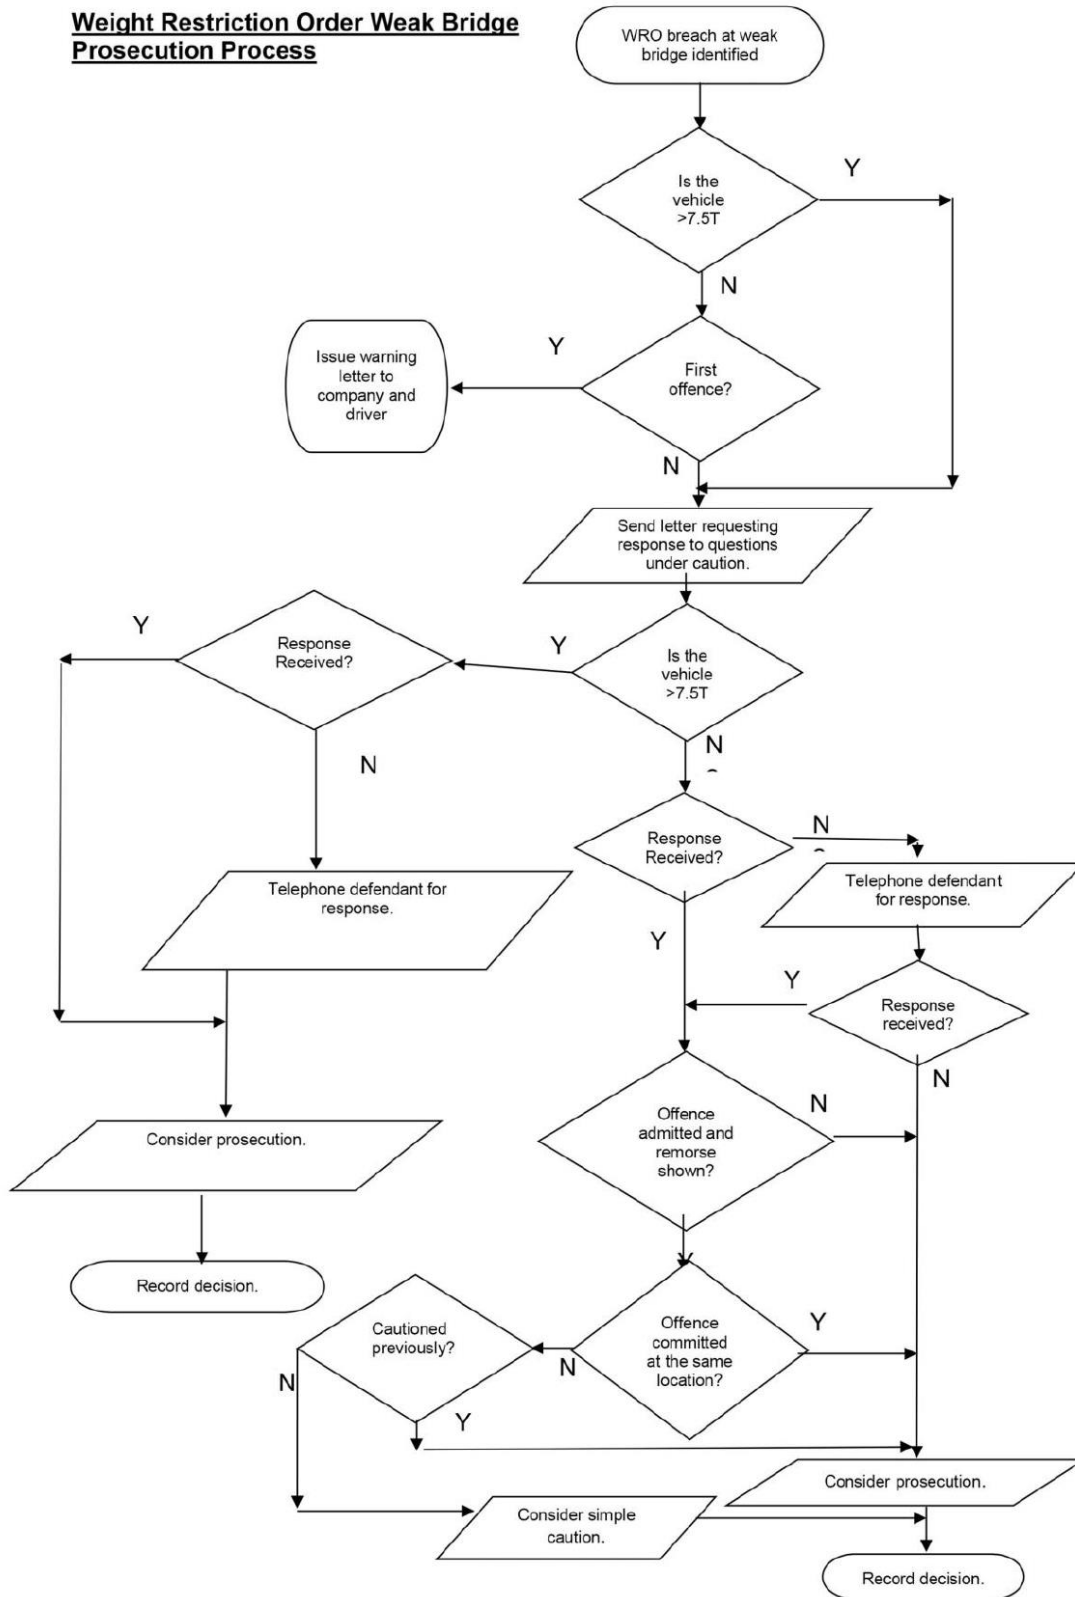 Weight Restriction Order Weak Bridge
Prosecution Process
WRO breach at weak
bridge identified
Is the
vehicle
>7.5T
Y
N
First
offence?
Y
Issue warning
letter to
company and
driver
N
Send letter requesting
response to questions
under caution.
Is the
vehicle
>7.5T
Y
Response
Received?
Y
N
Telephone defendant for
response.
Consider prosecution.
Record decision.
N
Response
Received?
N
Telephone defendant
for response.
Y
Response
received?
Y
N
Offence
admitted and
remorse
shown?
N
Y
Offence
committed
at the same
location?
Y
N
Cautioned
previously?
N
Y
Consider prosecution.
Consider simple
caution.
Record decision.